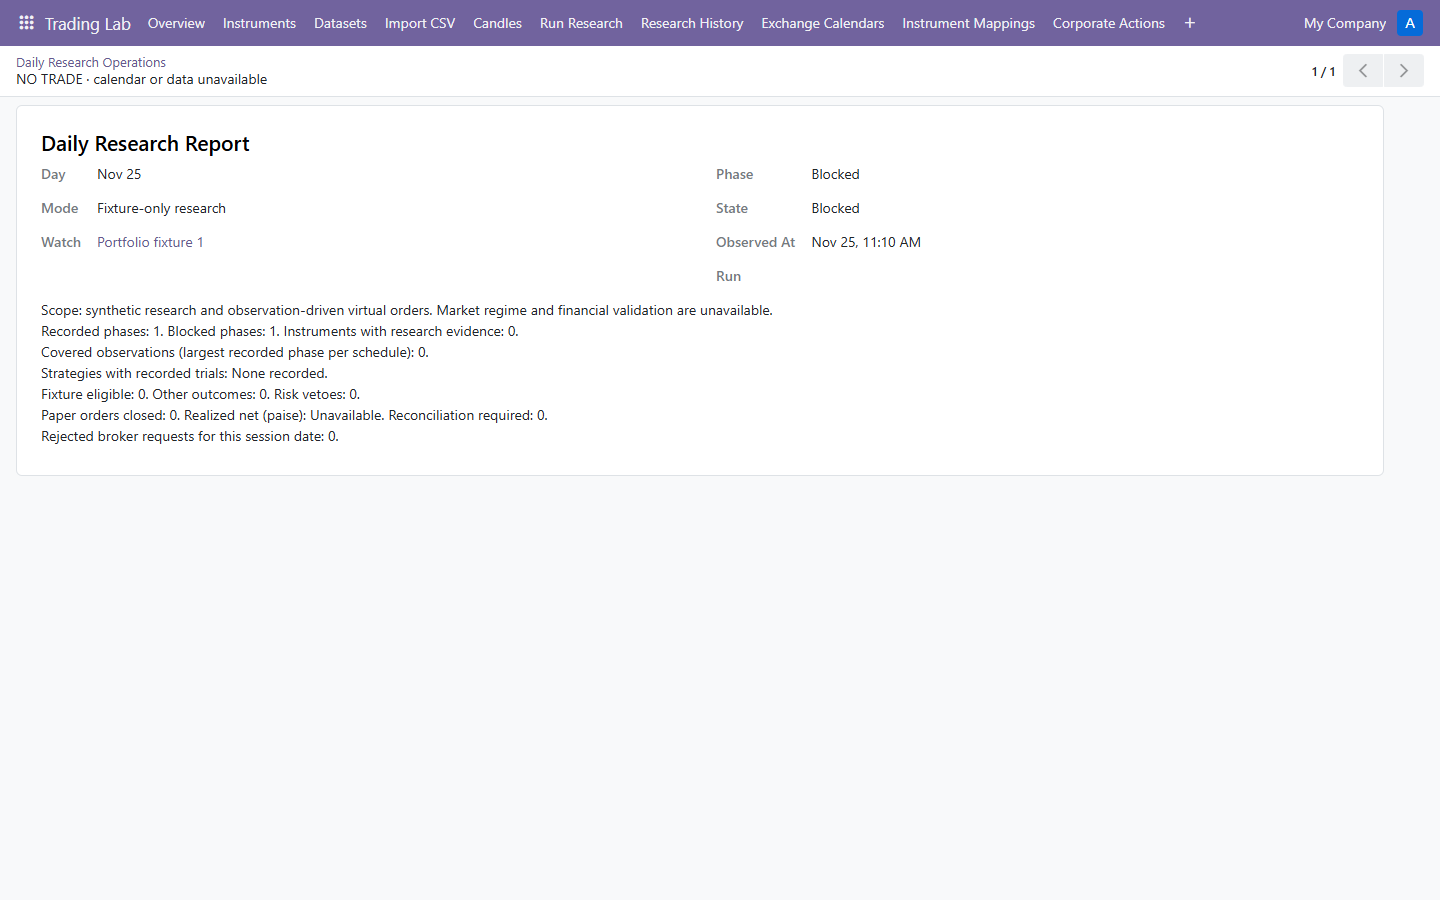 Trading Lab Overview Instruments Datasets Import CSV Candles Run Research Research History Exchange Calendars Instrument Mappings Corporate Actions + My Company A
Daily Research Operations
NO TRADE · calendar or data unavailable
1 / 1
Daily Research Report
Day Nov 25
Phase Blocked
Mode Fixture-only research
State Blocked
Watch Portfolio fixture 1
Observed At Nov 25, 11:10 AM
Run
Scope: synthetic research and observation-driven virtual orders. Market regime and financial validation are unavailable.
Recorded phases: 1. Blocked phases: 1. Instruments with research evidence: 0.
Covered observations (largest recorded phase per schedule): 0.
Strategies with recorded trials: None recorded.
Fixture eligible: 0. Other outcomes: 0. Risk vetoes: 0.
Paper orders closed: 0. Realized net (paise): Unavailable. Reconciliation required: 0.
Rejected broker requests for this session date: 0.